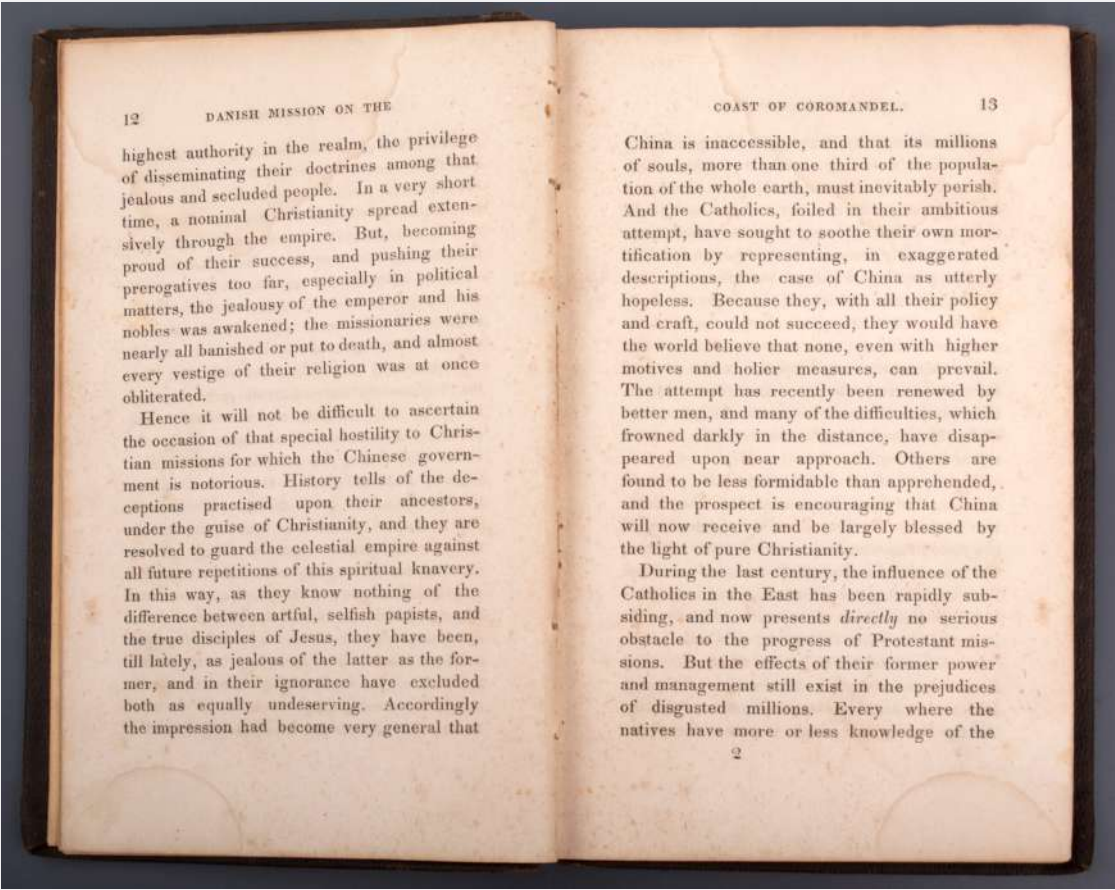 12 DANISH MISSION ON THE
highest authority in the realm, the privilege
of disseminating their doctrines among that
jealous and secluded people. In a very short
time, a nominal Christianity spread exten-
sively through the empire. But, becoming
proud of their success, and pushing their
prerogatives too far, especially in political
matters, the jealousy of the emperor and his
nobles was awakened; the missionaries were
nearly all banished or put to death, and almost
every vestige of their religion was at once
obliterated.
Hence it will not be difficult to ascertain
the occasion of that special hostility to Chris-
tian missions for which the Chinese govern-
ment is notorious. History tells of the de-
ceptions practised upon their ancestors,
under the guise of Christianity, and they are
resolved to guard the celestial empire against
all future repetitions of this spiritual knavery.
In this way, as they know nothing of the
difference between artful, selfish papists, and
the true disciples of Jesus, they have been,
till lately, as jealous of the latter as the for-
mer, and in their ignorance have excluded
both as equally undeserving. Accordingly
the impression had become very general that
COAST OF COROMANDEL. 13
China is inaccessible, and that its millions
of souls, more than one third of the popula-
tion of the whole earth, must inevitably perish.
And the Catholics, foiled in their ambitious
attempt, have sought to soothe their own mor-
tification by representing, in exaggerated
descriptions, the case of China as utterly
hopeless. Because they, with all their policy
and craft, could not succeed, they would have
the world believe that none, even with higher
motives and holier measures, can prevail.
The attempt has recently been renewed by
better men, and many of the difficulties, which
frowned darkly in the distance, have disap-
peared upon near approach. Others are
found to be less formidable than apprehended,
and the prospect is encouraging that China
will now receive and be largely blessed by
the light of pure Christianity.
During the last century, the influence of the
Catholics in the East has been rapidly sub-
siding, and now presents directly no serious
obstacle to the progress of Protestant mis-
sions. But the effects of their former power
and management still exist in the prejudices
of disgusted millions. Every where the
natives have more or less knowledge of the
2